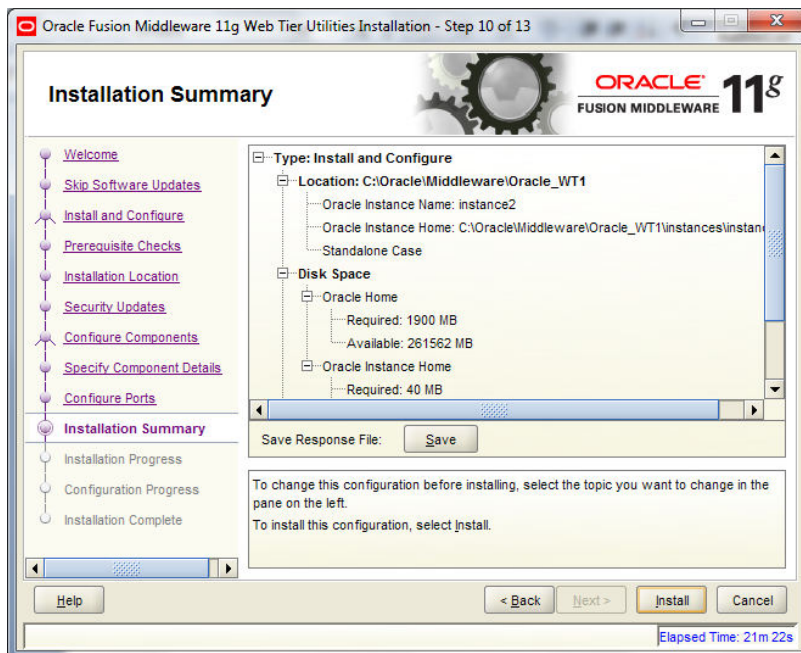 Oracle Fusion Middleware 11g Web Tier Utilities Installation - Step 10 of 13
Installation Summary
ORACLE
FUSION MIDDLEWARE 11g
Welcome
Skip Software Updates
Install and Configure
Prerequisite Checks
Installation Location
Security Updates
Configure Components
Specify Component Details
Configure Ports
Installation Summary
Installation Progress
Configuration Progress
Installation Complete
Type: Install and Configure
Location: C:\Oracle\Middleware\Oracle_WT1
Oracle Instance Name: instance2
Oracle Instance Home: C:\Oracle\Middleware\Oracle_WT1\instances\instan
Standalone Case
Disk Space
Oracle Home
Required: 1900 MB
Available: 261562 MB
Oracle Instance Home
Required: 40 MB
Save Response File: Save
To change this configuration before installing, select the topic you want to change in the
pane on the left.
To install this configuration, select Install.
Help < Back Next > Install Cancel
Elapsed Time: 21m 22s